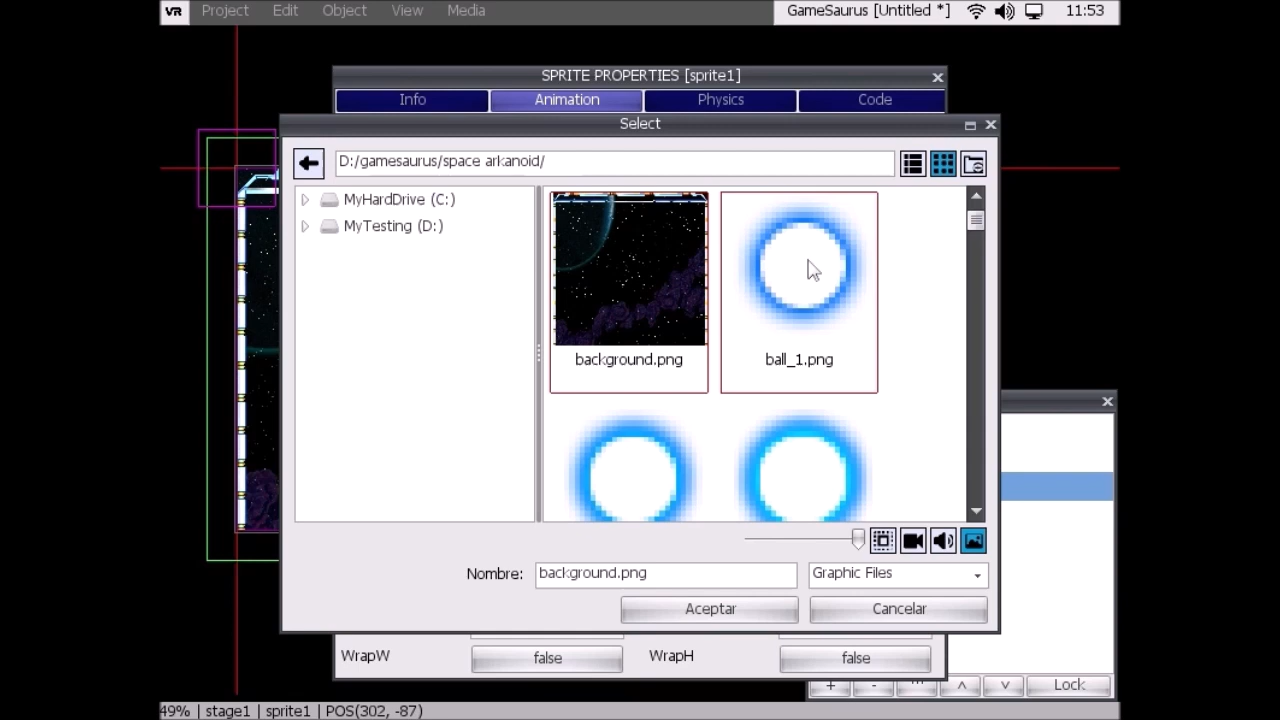 VR Project Edit Object View Media GameSaurus [Untitled *] 11:53
SPRITE PROPERTIES [sprite1]
Info Animation Physics Code
Select
D:/gamesaurus/space arkanoid/
MyHardDrive (C:)
MyTesting (D:)
background.png ball_1.png
Nombre: background.png Graphic Files
Aceptar Cancelar
WrapW false WrapH false
+ - ^ v Lock
49% | stage1 | sprite1 | POS(302, -87)